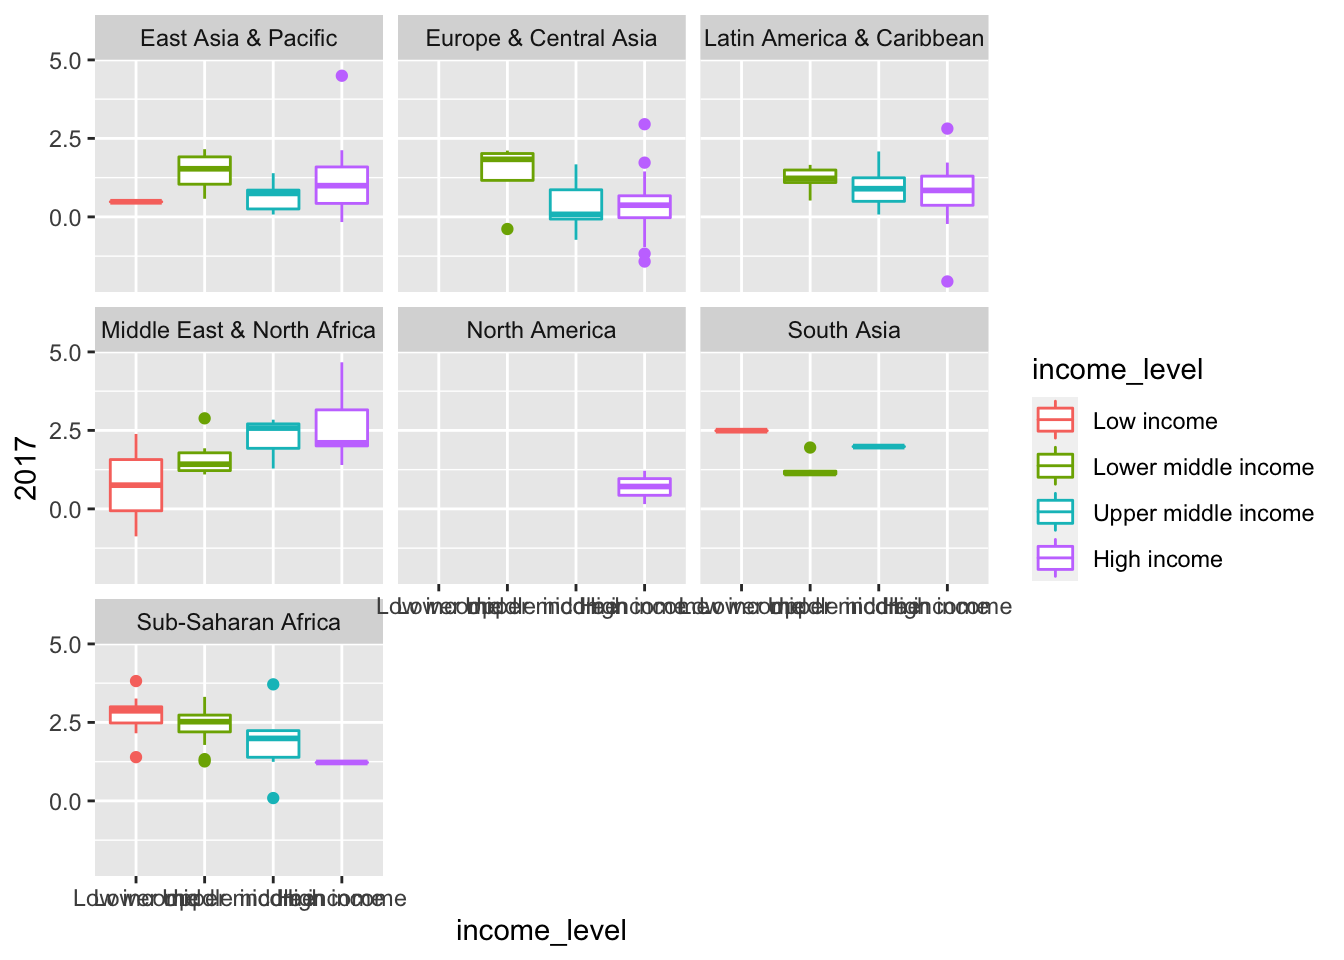 East Asia & Pacific
Europe & Central Asia
Latin America & Caribbean
5.0
2.5
0.0
Middle East & North Africa
North America
South Asia
5.0
2.5
0.0
2017
income_level
Low income
Lower middle income
Upper middle income
High income
Sub-Saharan Africa
5.0
2.5
0.0
income_level